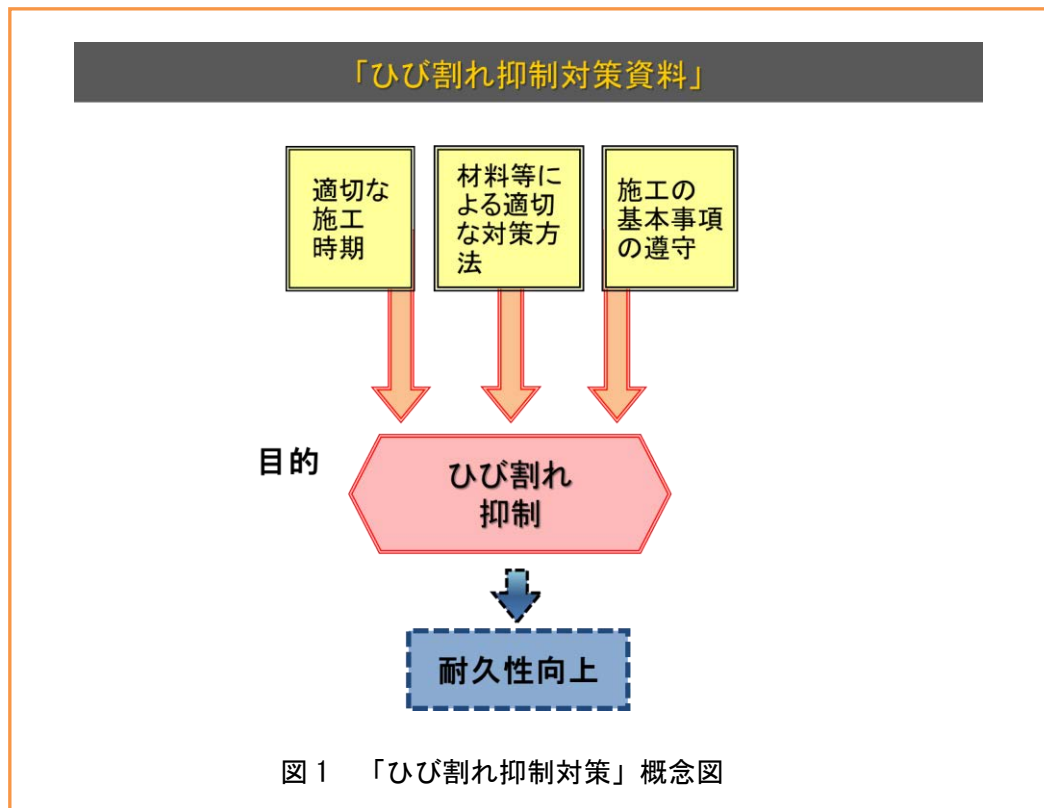 「ひび割れ抑制対策資料」
適切な
施工
時期
材料等に
よる適切
な対策方
法
施工の
基本事項
の遵守
目的
ひび割れ
抑制
耐久性向上
図1 「ひび割れ抑制対策」概念図